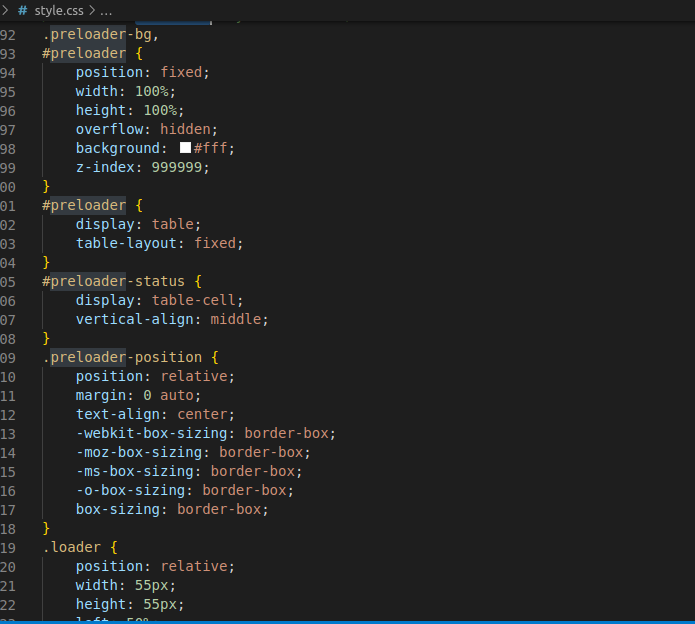 # style.css > ...
92 .preloader-bg,
93 #preloader {
94 position: fixed;
95 width: 100%;
96 height: 100%;
97 overflow: hidden;
98 background: #fff;
99 z-index: 999999;
00 }
01 #preloader {
02 display: table;
03 table-layout: fixed;
04 }
05 #preloader-status {
06 display: table-cell;
07 vertical-align: middle;
08 }
09 .preloader-position {
10 position: relative;
11 margin: 0 auto;
12 text-align: center;
13 -webkit-box-sizing: border-box;
14 -moz-box-sizing: border-box;
15 -ms-box-sizing: border-box;
16 -o-box-sizing: border-box;
17 box-sizing: border-box;
18 }
19 .loader {
20 position: relative;
21 width: 55px;
22 height: 55px;